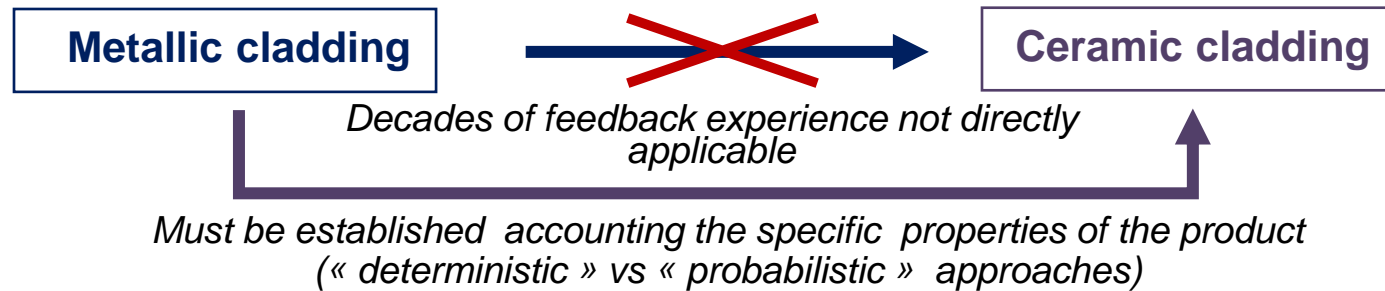 Metallic cladding
Ceramic cladding
Decades of feedback experience not directly
applicable
Must be established accounting the specific properties of the product
(« deterministic » vs « probabilistic » approaches)